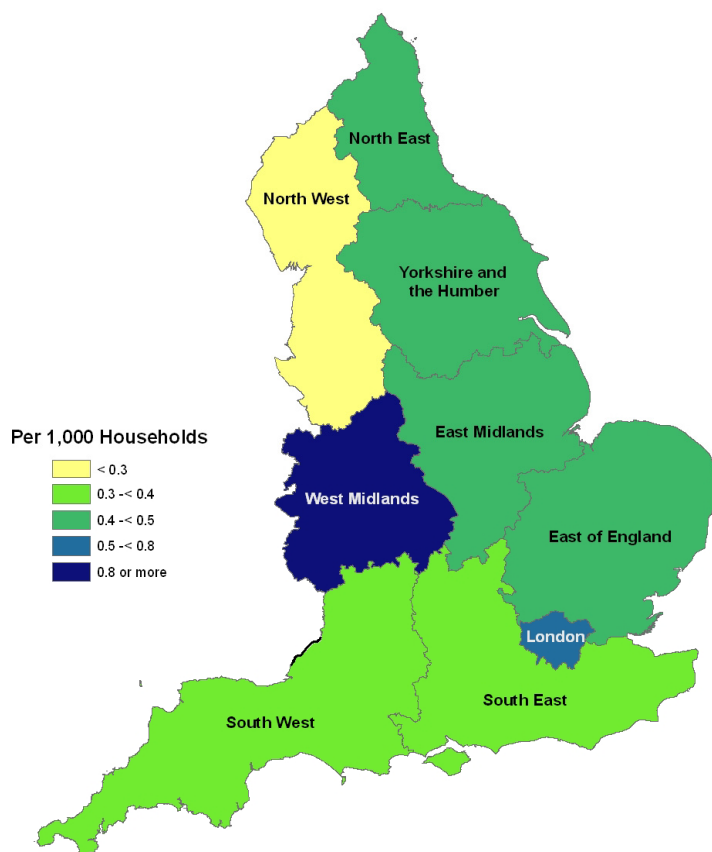 North East
North West
Yorkshire and
the Humber
Per 1,000 Households
< 0.3
0.3 -< 0.4
0.4 -< 0.5
0.5 -< 0.8
0.8 or more
East Midlands
West Midlands
East of England
London
South West
South East